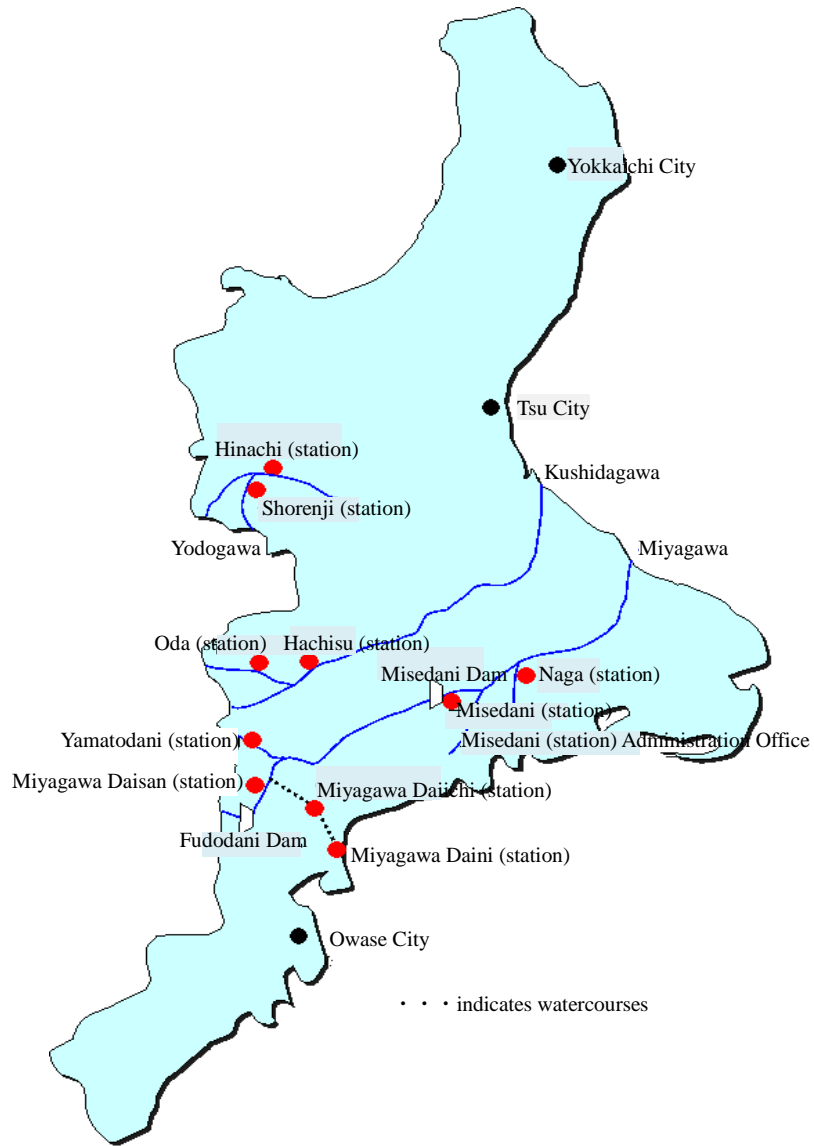 Yokkaichi City
Tsu City
Hinachi (station)
Kushidagawa
Shorenji (station)
Yodogawa
Miyagawa
Oda (station)
Hachisu (station)
Misedani Dam
Naga (station)
Misedani (station)
Yamatodani (station)
Misedani (station) Administration Office
Miyagawa Daisan (station)
Miyagawa Daiichi (station)
Fudodani Dam
Miyagawa Daini (station)
Owase City
・・・indicates watercourses